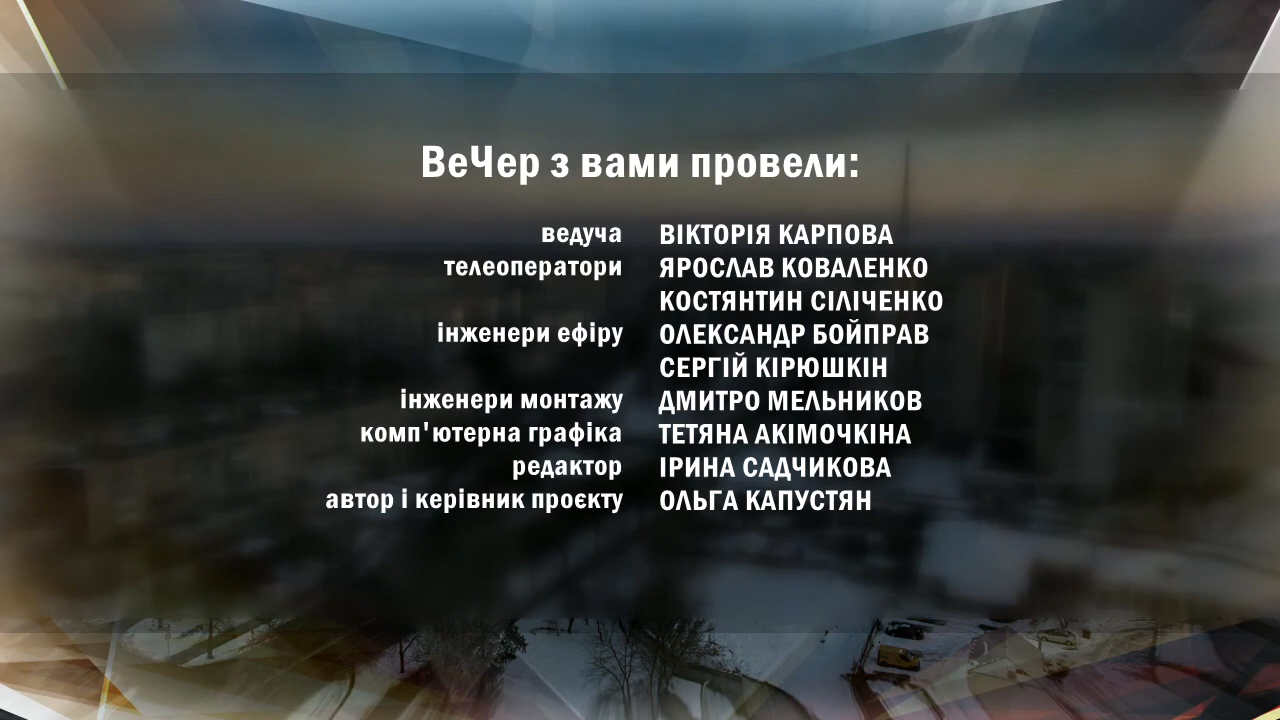 ВеЧер з вами провели:
ведуча ВІКТОРІЯ КАРПОВА
телеоператори ЯРОСЛАВ КОВАЛЕНКО
КОСТЯНТИН СІЛІЧЕНКО
інженери ефіру ОЛЕКСАНДР БОЙПРАВ
СЕРГІЙ КІРЮШКІН
інженери монтажу ДМИТРО МЕЛЬНИКОВ
комп'ютерна графіка ТЕТЯНА АКІМОЧКІНА
редактор ІРИНА САДЧИКОВА
автор і керівник проєкту ОЛЬГА КАПУСТЯН